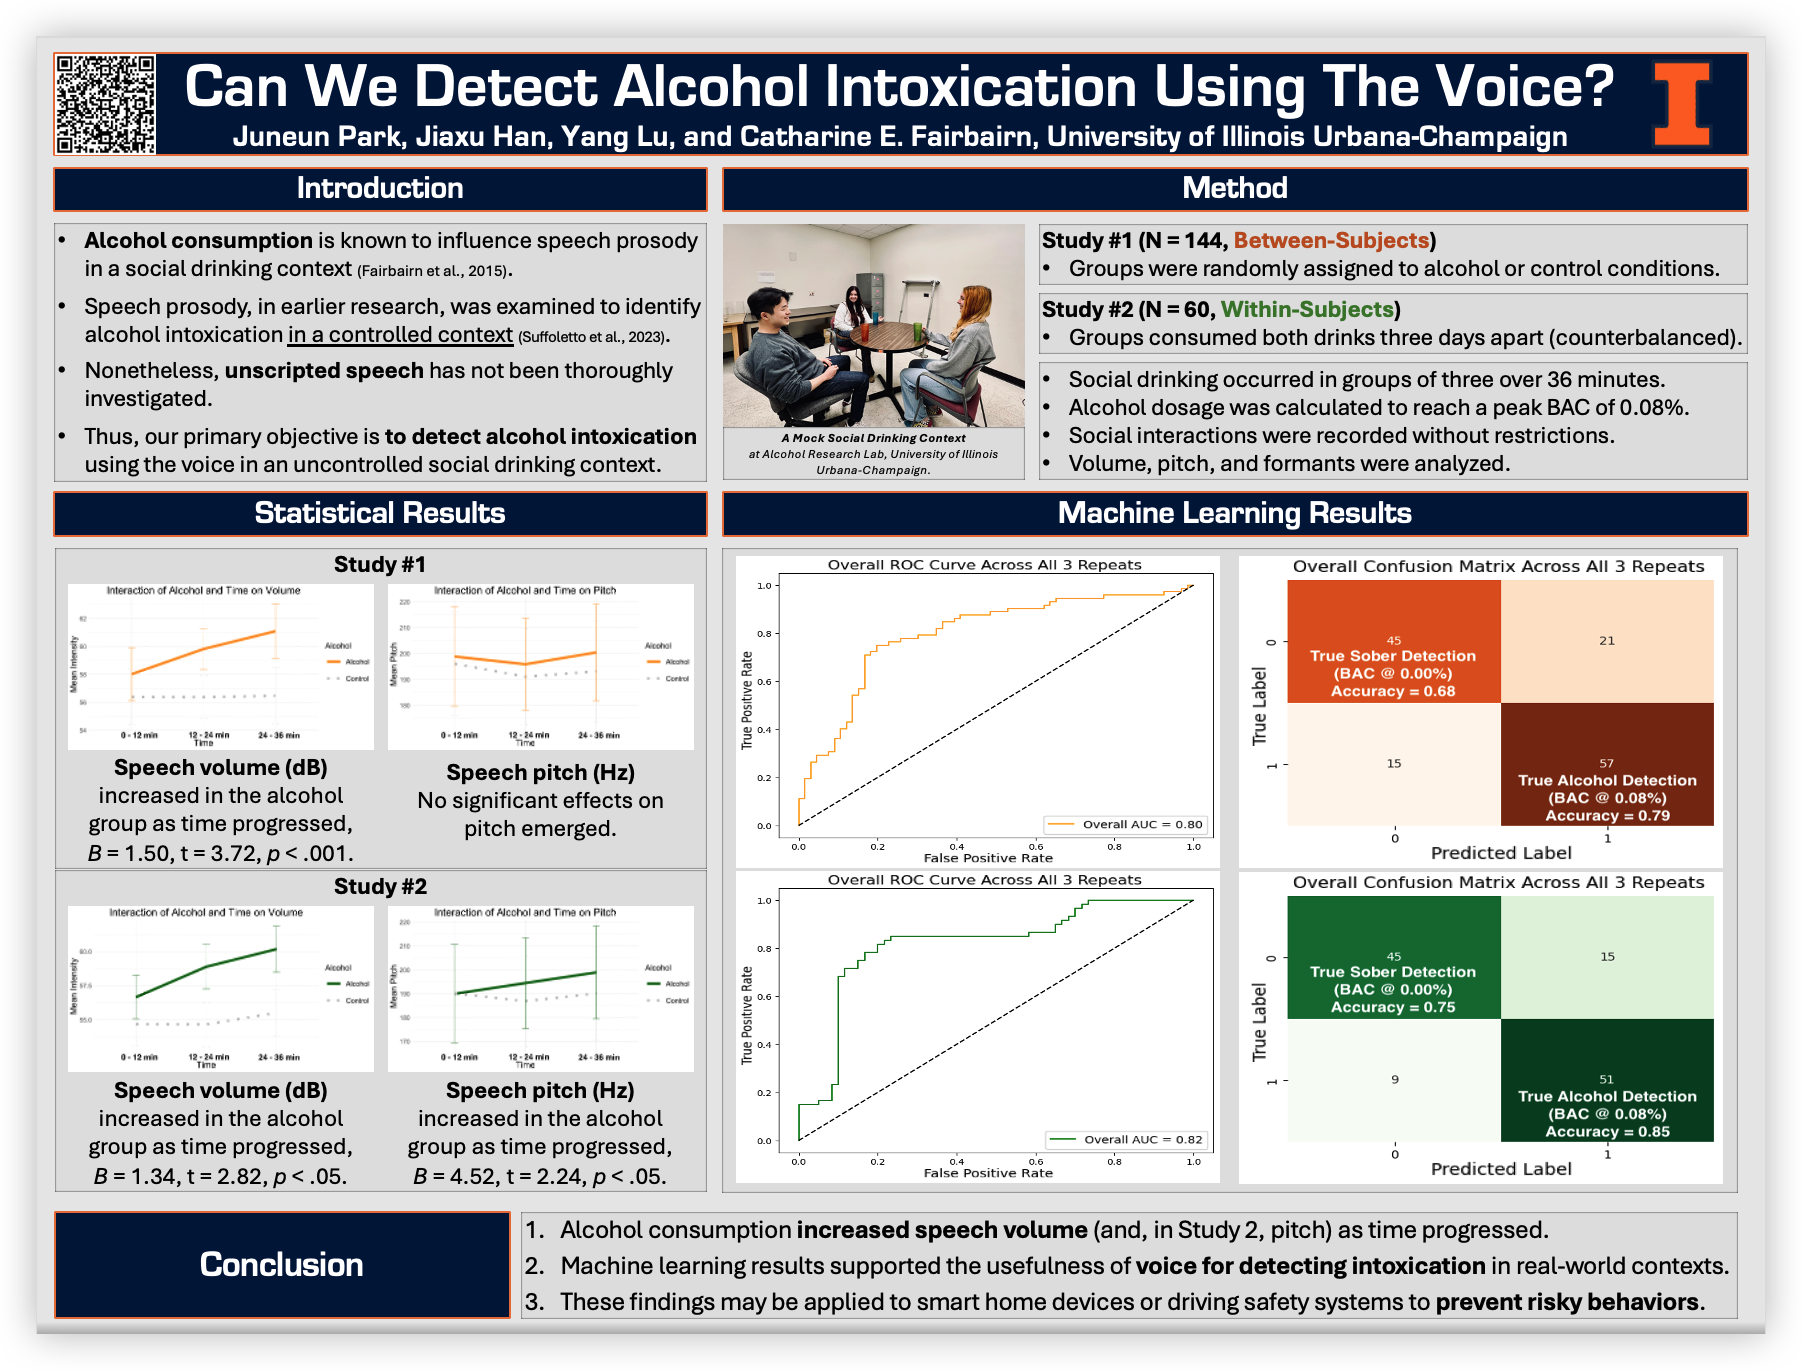 Can We Detect Alcohol Intoxication Using The Voice?
Juneun Park, Jiaxu Han, Yang Lu, and Catharine E. Fairbairn, University of Illinois Urbana-Champaign
I
Introduction
• Alcohol consumption is known to influence speech prosody
in a social drinking context (Fairbairn et al., 2015).
• Speech prosody, in earlier research, was examined to identify
alcohol intoxication in a controlled context (Suffoletto et al., 2023).
• Nonetheless, unscripted speech has not been thoroughly
investigated.
• Thus, our primary objective is to detect alcohol intoxication
using the voice in an uncontrolled social drinking context.
Method
A Mock Social Drinking Context
at Alcohol Research Lab, University of Illinois
Urbana-Champaign.
Study #1 (N = 144, Between-Subjects)
• Groups were randomly assigned to alcohol or control conditions.
Study #2 (N = 60, Within-Subjects)
• Groups consumed both drinks three days apart (counterbalanced).
• Social drinking occurred in groups of three over 36 minutes.
• Alcohol dosage was calculated to reach a peak BAC of 0.08%.
• Social interactions were recorded without restrictions.
• Volume, pitch, and formants were analyzed.
Statistical Results
Study #1
Interaction of Alcohol and Time on Volume
Mean Intensity
62
60
58
56
54
0 - 12 min 12 - 24 min 24 - 36 min
Time
Alcohol
Alcohol
Control
Interaction of Alcohol and Time on Pitch
Mean Pitch
220
210
200
190
180
0 - 12 min 12 - 24 min 24 - 36 min
Time
Alcohol
Alcohol
Control
Speech volume (dB)
increased in the alcohol
group as time progressed,
B = 1.50, t = 3.72, p < .001.
Speech pitch (Hz)
No significant effects on
pitch emerged.
Study #2
Interaction of Alcohol and Time on Volume
Mean Intensity
60.0
57.5
55.0
0 - 12 min 12 - 24 min 24 - 36 min
Time
Alcohol
Alcohol
Control
Interaction of Alcohol and Time on Pitch
Mean Pitch
220
210
200
190
180
170
0 - 12 min 12 - 24 min 24 - 36 min
Time
Alcohol
Alcohol
Control
Speech volume (dB)
increased in the alcohol
group as time progressed,
B = 1.34, t = 2.82, p < .05.
Speech pitch (Hz)
increased in the alcohol
group as time progressed,
B = 4.52, t = 2.24, p < .05.
Machine Learning Results
Overall ROC Curve Across All 3 Repeats
True Positive Rate
1.0
0.8
0.6
0.4
0.2
0.0
Overall AUC = 0.80
0.0 0.2 0.4 0.6 0.8 1.0
False Positive Rate
Overall Confusion Matrix Across All 3 Repeats
True Label
0
45
True Sober Detection
(BAC @ 0.00%)
Accuracy = 0.68
21
1
15
57
True Alcohol Detection
(BAC @ 0.08%)
Accuracy = 0.79
0 1
Predicted Label
Overall ROC Curve Across All 3 Repeats
True Positive Rate
1.0
0.8
0.6
0.4
0.2
0.0
Overall AUC = 0.82
0.0 0.2 0.4 0.6 0.8 1.0
False Positive Rate
Overall Confusion Matrix Across All 3 Repeats
True Label
0
45
True Sober Detection
(BAC @ 0.00%)
Accuracy = 0.75
15
1
9
51
True Alcohol Detection
(BAC @ 0.08%)
Accuracy = 0.85
0 1
Predicted Label
Conclusion
1. Alcohol consumption increased speech volume (and, in Study 2, pitch) as time progressed.
2. Machine learning results supported the usefulness of voice for detecting intoxication in real-world contexts.
3. These findings may be applied to smart home devices or driving safety systems to prevent risky behaviors.